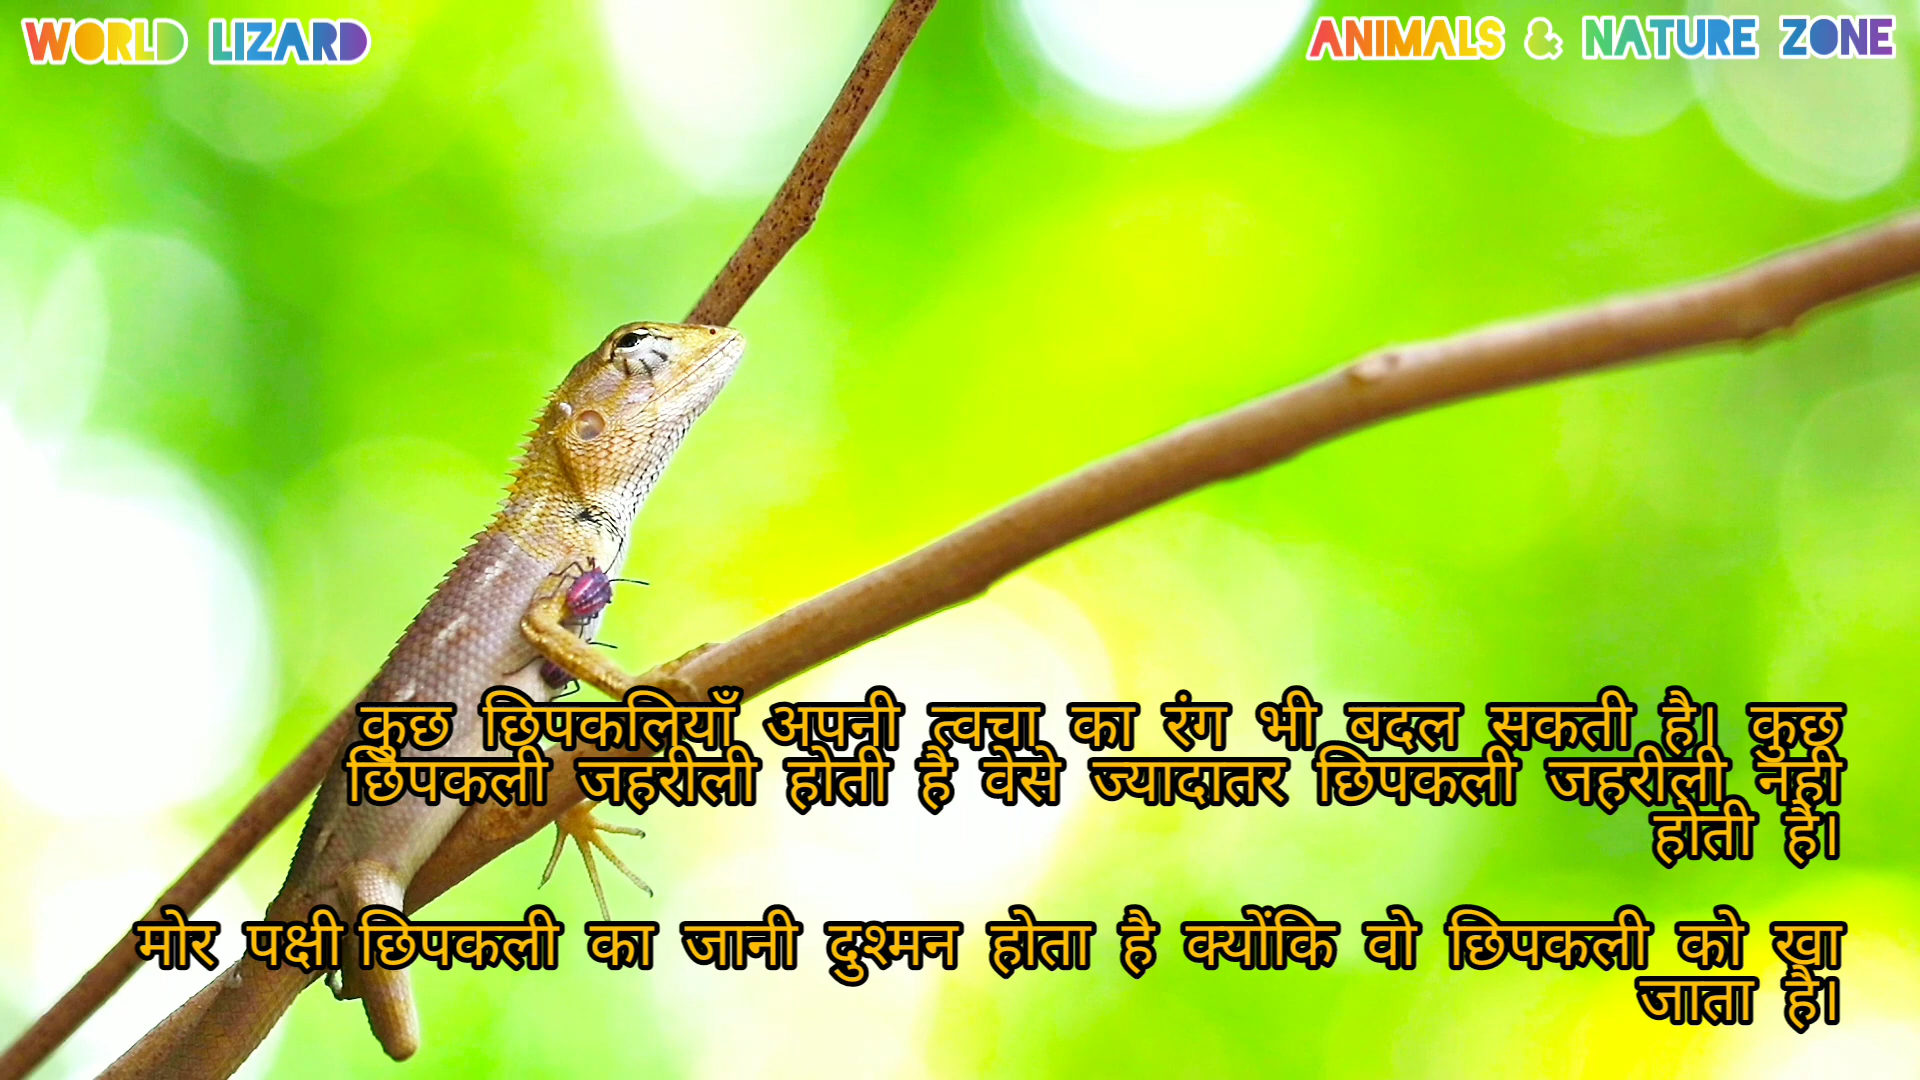 WORLD LIZARD
ANIMALS & NATURE ZONE
कुछ छिपकलियाँ अपनी त्वचा का रंग भी बदल सकती है। कुछ
छिपकली जहरीली होती है वेसे ज्यादातर छिपकली जहरीली नही
होती है।
मोर पक्षी छिपकली का जानी दुश्मन होता है क्योंकि वो छिपकली को खा
जाता है।